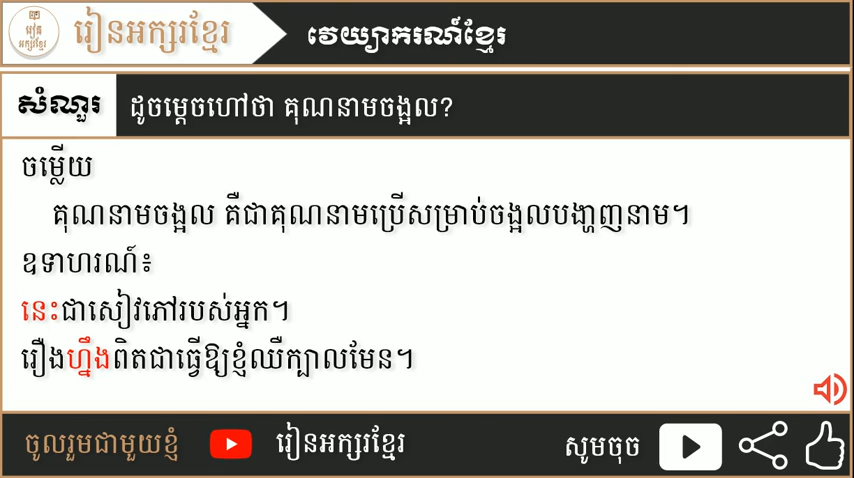 រៀន
អក្សរខ្មែរ
រៀនអក្សរខ្មែរ
វេយ្យាករណ៍ខ្មែរ
សំណួរ
ដូចម្ដេចហៅថា គុណនាមចង្អុល?
ចម្លើយ
គុណនាមចង្អុល គឺជាគុណនាមប្រើសម្រាប់ចង្អុលបង្ហាញនាម។
ឧទាហរណ៍៖
នេះជាសៀវភៅរបស់អ្នក។
រឿងហ្នឹងពិតជាធ្វើឱ្យខ្ញុំឈឺក្បាលមែន។
ចូលរួមជាមួយខ្ញុំ
រៀនអក្សរខ្មែរ
សូមចុច